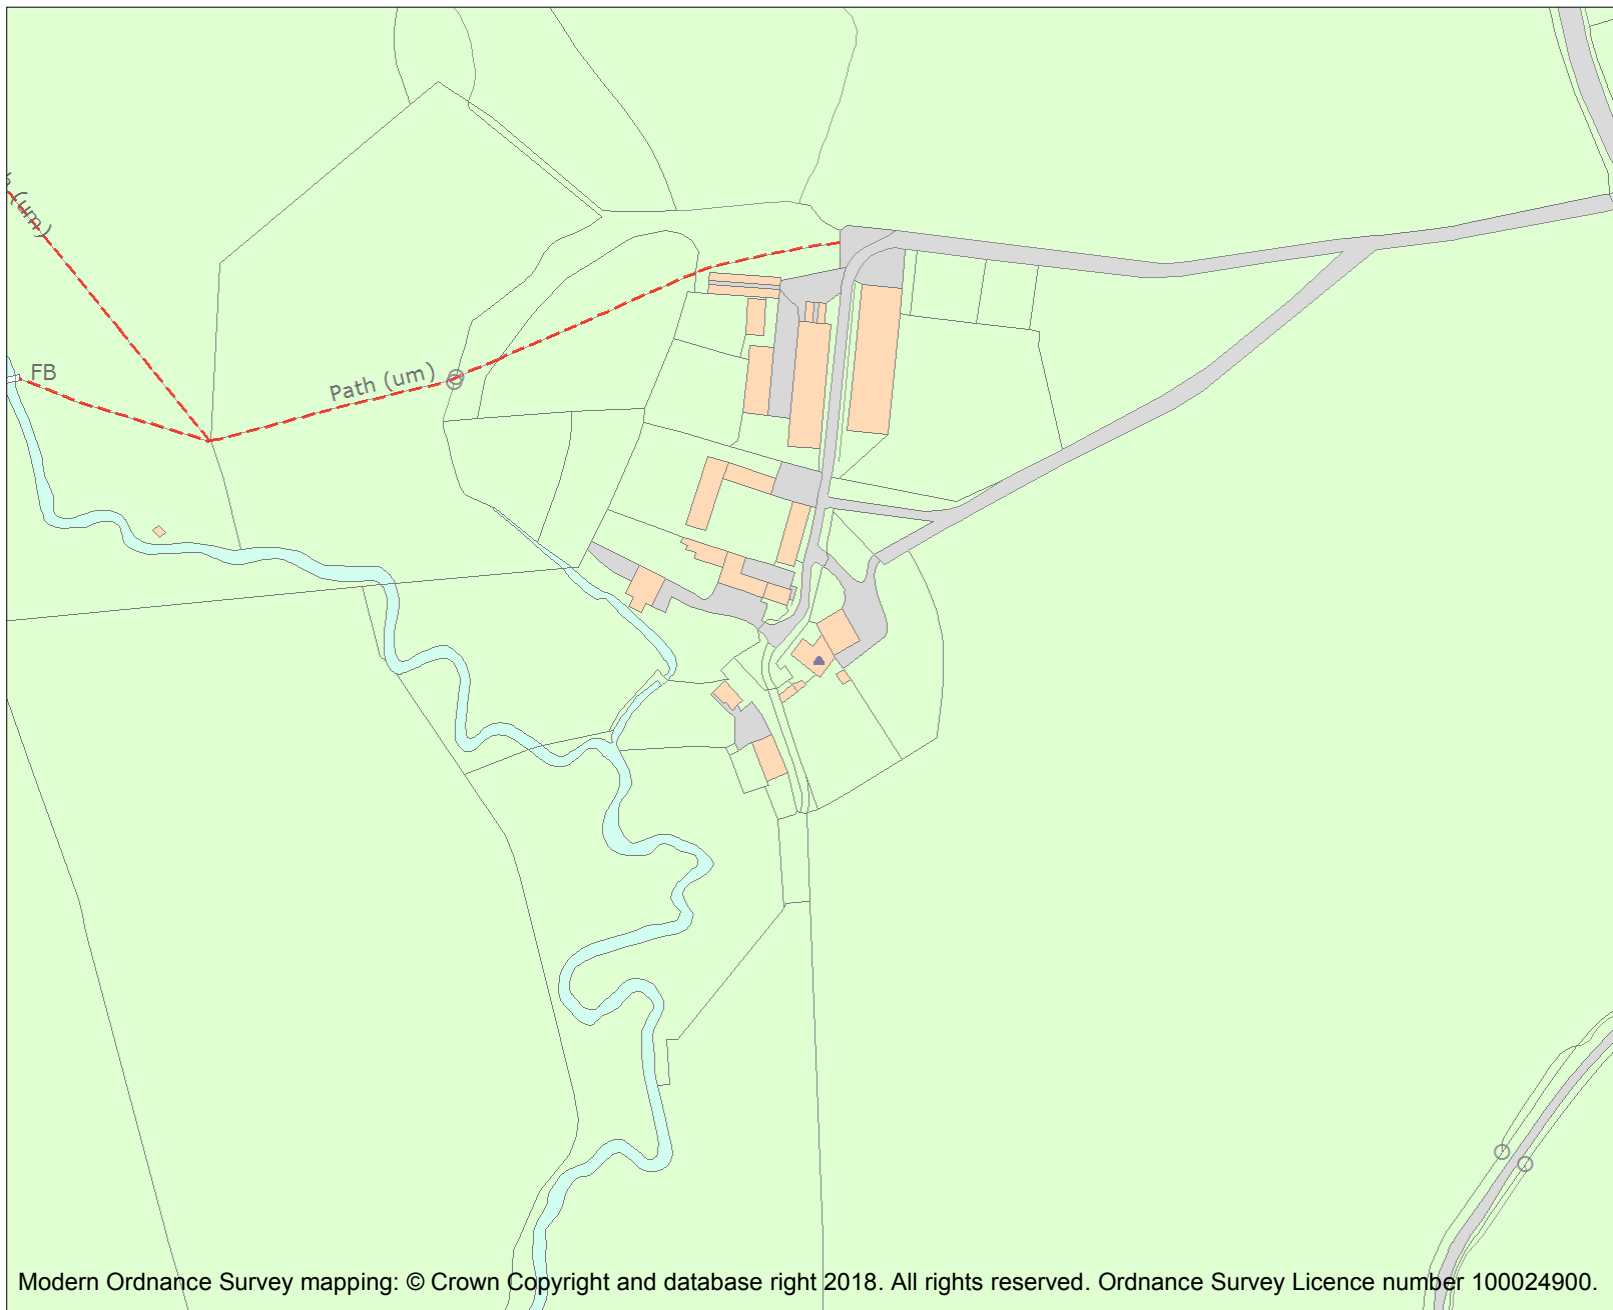 (um)
FB
Path (um)
Modern Ordnance Survey mapping: © Crown Copyright and database right 2018. All rights reserved. Ordnance Survey Licence number 100024900.